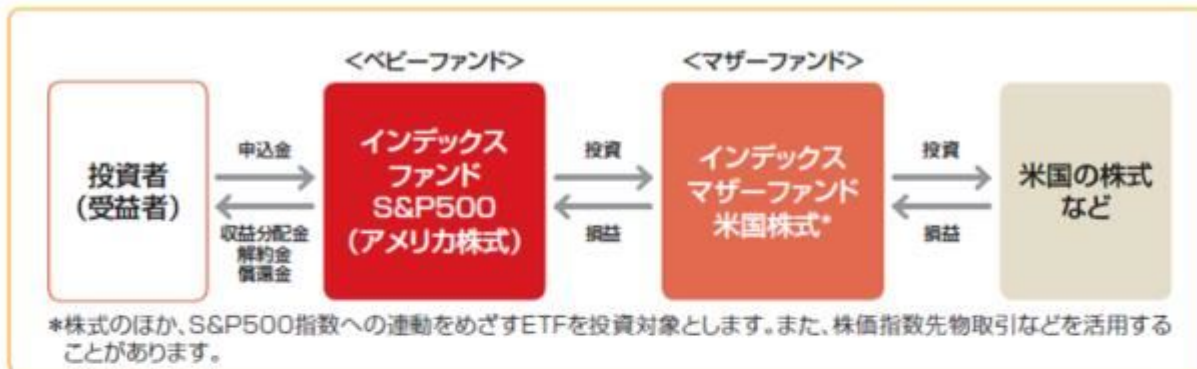 <ベビーファンド>
<マザーファンド>
投資者
(受益者)
申込金
収益分配金
解約金
償還金
インデックス
ファンド
S&P500
(アメリカ株式)
投資
損益
インデックス
マザーファンド
米国株式*
投資
損益
米国の株式
など
*株式のほか、S&P500指数への連動をめざすETFを投資対象とします。また、株価指数先物取引などを活用する
ことがあります。